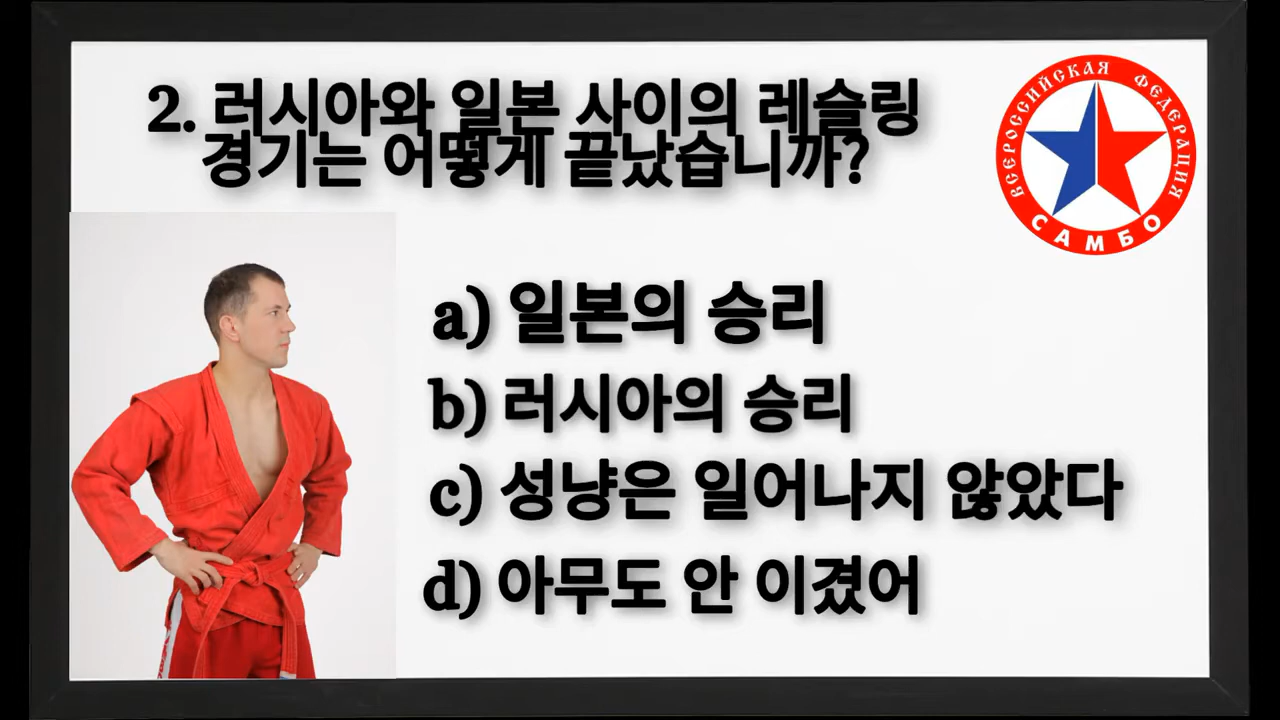 2. 러시아와 일본 사이의 레슬링
경기는 어떻게 끝났습니까?
ВСЕРОССИЙСКАЯ ФЕДЕРАЦИЯ
САМБО
a) 일본의 승리
b) 러시아의 승리
c) 성냥은 일어나지 않았다
d) 아무도 안 이겼어